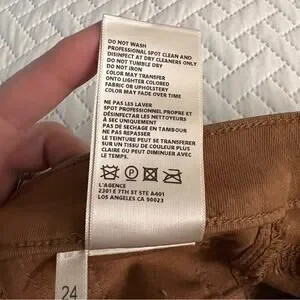 DO NOT WASH
PROFESSIONAL SPOT CLEAN AND
DISINFECT AT DRY CLEANERS ONLY
DO NOT TUMBLE DRY
DO NOT IRON
COLOR MAY TRANSFER
ONTO LIGHTER COLORED
FABRIC OR UPHOLSTERY
COLOR MAY FADE OVER TIME
NE PAS LES LAVER
SPOT PROFESSIONNEL PROPRE ET
DÉSINFECTER LES NETTOYEURS
À SEC UNIQUEMENT
PAS DE SECHAGE EN TAMBOUR
NE PAS REPASSER
LE TEINTURE PEUT SE TRANSFERER
SUR UN TISSU DE COULEUR PLUS
CLAIR OU PEUT DIMINUER AVEC
LE TEMPS.
L'AGENCE
2301 E 7TH ST STE A401
LOS ANGELES CA 90023
24